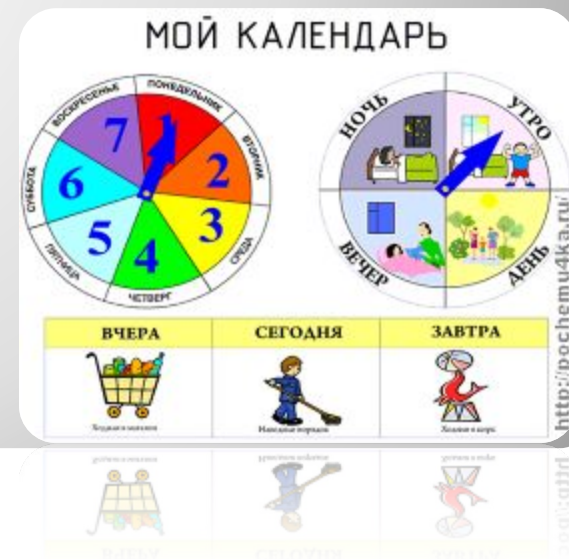 МОЙ КАЛЕНДАРЬ
ПОНЕДЕЛЬНИК
ВТОРНИК
СРЕДА
ЧЕТВЕРГ
ПЯТНИЦА
СУББОТА
ВОСКРЕСЕНЬЕ
1
2
3
4
5
6
7
НОЧЬ
УТРО
ДЕНЬ
ВЕЧЕР
ВЧЕРА СЕГОДНЯ ЗАВТРА
http://pochemu4ka.ru/